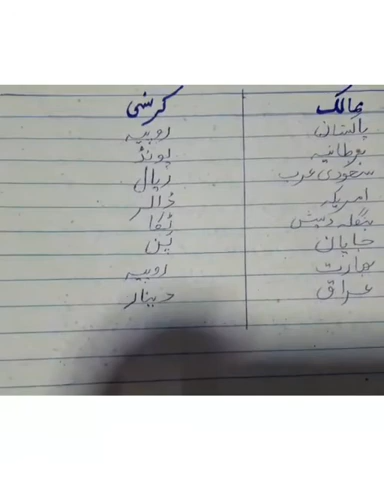 ممالک کرنسی
پاکستان روپیہ
برطانیہ پونڈ
سعودی عرب ریال
امریکہ ڈالر
بنگلہ دیش ٹکا
جاپان ین
بھارت روپیہ
عراق دینار